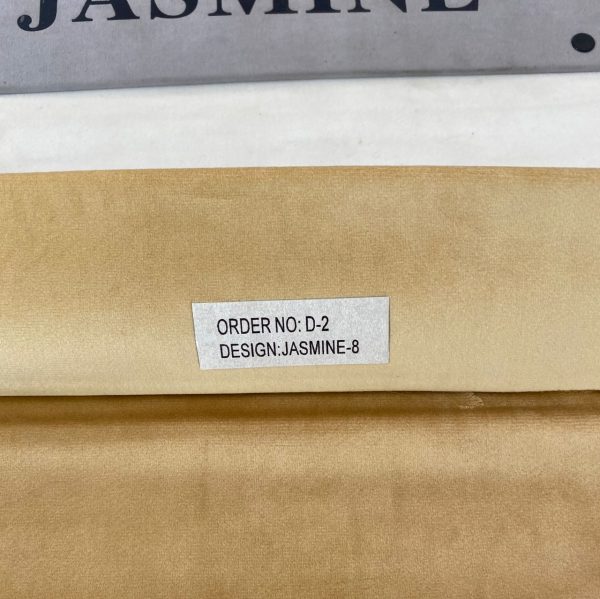 JASMINE
ORDER NO: D-2
DESIGN:JASMINE-8